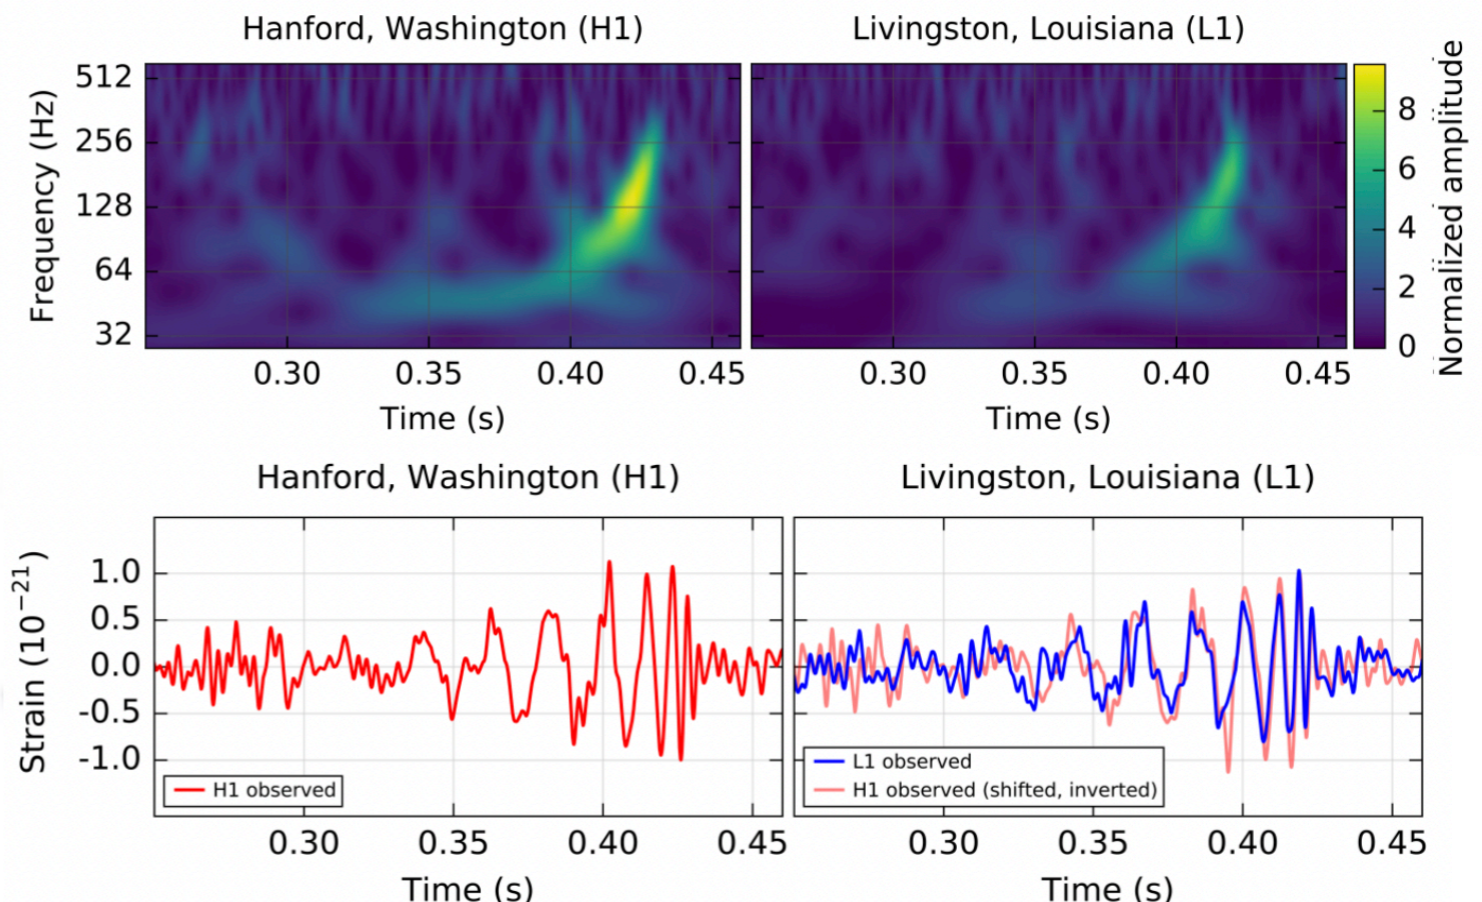 Hanford, Washington (H1)
Livingston, Louisiana (L1)
Frequency (Hz)
512
256
128
64
32
0.30 0.35 0.40 0.45
Time (s)
0.30 0.35 0.40 0.45
Time (s)
8
6
4
2
0
Normalized amplitude
Hanford, Washington (H1)
Livingston, Louisiana (L1)
Strain (10⁻²¹)
1.0
0.5
0.0
-0.5
-1.0
H1 observed
0.30 0.35 0.40 0.45
Time (s)
L1 observed
H1 observed (shifted, inverted)
0.30 0.35 0.40 0.45
Time (s)